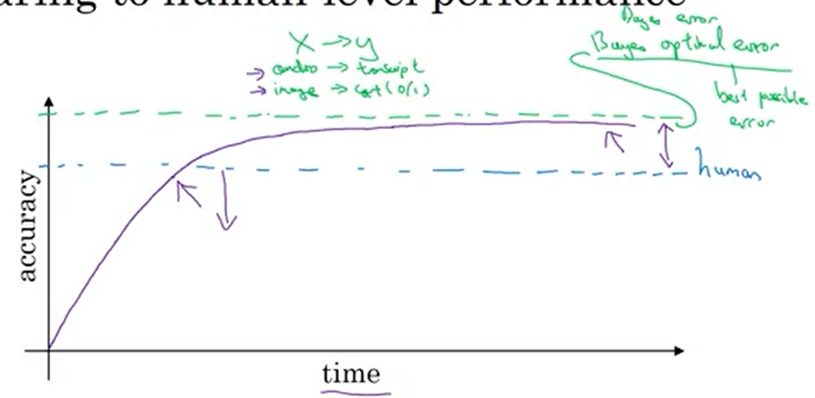 aring to human-level performance
Bayes error
Bayes optimal error
X → y
→ audio → transcript
→ image → cat (0/1)
best possible
error
human
accuracy
time